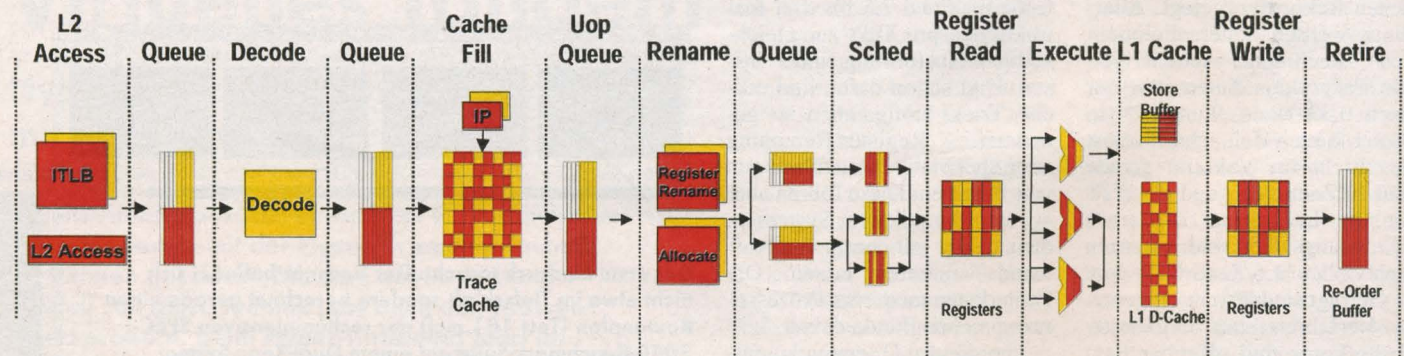 L2 Access
Queue
Decode
Queue
Cache Fill
Uop Queue
Rename
Queue
Sched
Register Read
Execute
L1 Cache
Register Write
Retire
ITLB
L2 Access
Decode
IP
Trace Cache
Register Rename
Allocate
Registers
Store Buffer
L1 D-Cache
Registers
Re-Order Buffer